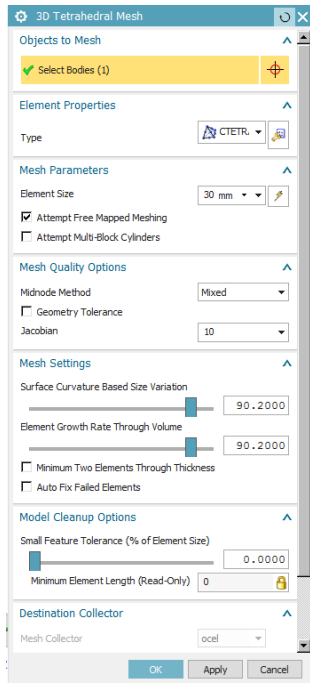 3D Tetrahedral Mesh
Objects to Mesh
Select Bodies (1)
Element Properties
Type
CTETR
Mesh Parameters
Element Size
30 mm
Attempt Free Mapped Meshing
Attempt Multi-Block Cylinders
Mesh Quality Options
Midnode Method
Mixed
Geometry Tolerance
Jacobian
10
Mesh Settings
Surface Curvature Based Size Variation
90.2000
Element Growth Rate Through Volume
90.2000
Minimum Two Elements Through Thickness
Auto Fix Failed Elements
Model Cleanup Options
Small Feature Tolerance (% of Element Size)
0.0000
Minimum Element Length (Read-Only)
0
Destination Collector
Mesh Collector
ocel
OK
Apply
Cancel